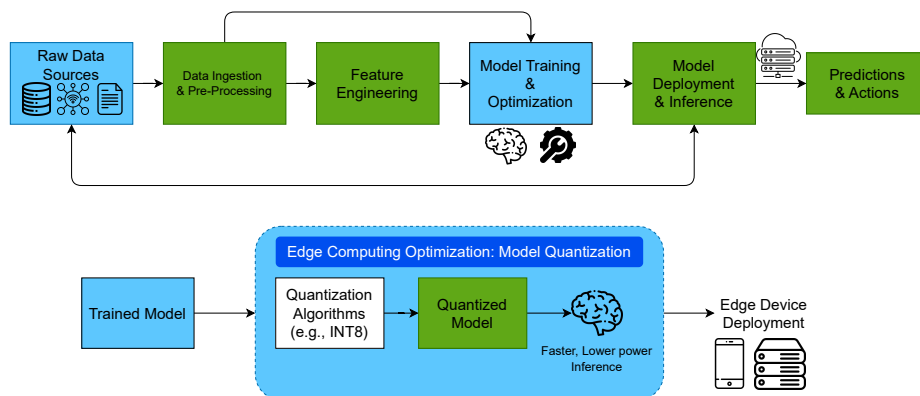 Raw Data
Sources
Data Ingestion
& Pre-Processing
Feature
Engineering
Model Training
&
Optimization
Model
Deployment
& Inference
Predictions
& Actions
Edge Computing Optimization: Model Quantization
Trained Model
Quantization
Algorithms
(e.g., INT8)
Quantized
Model
Faster, Lower power
Inference
Edge Device
Deployment